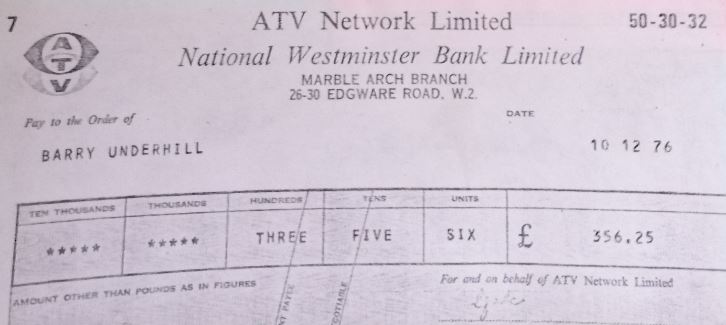 7
ATV Network Limited
50-30-32
ATV
National Westminster Bank Limited
MARBLE ARCH BRANCH
26-30 EDGWARE ROAD, W.2.
Pay to the Order of
DATE
BARRY UNDERHILL
10 12 76
TEN THOUSANDS THOUSANDS HUNDREDS TENS UNITS
***** ***** THREE FIVE SIX £ 356.25
AMOUNT OTHER THAN POUNDS AS IN FIGURES
For and on behalf of ATV Network Limited